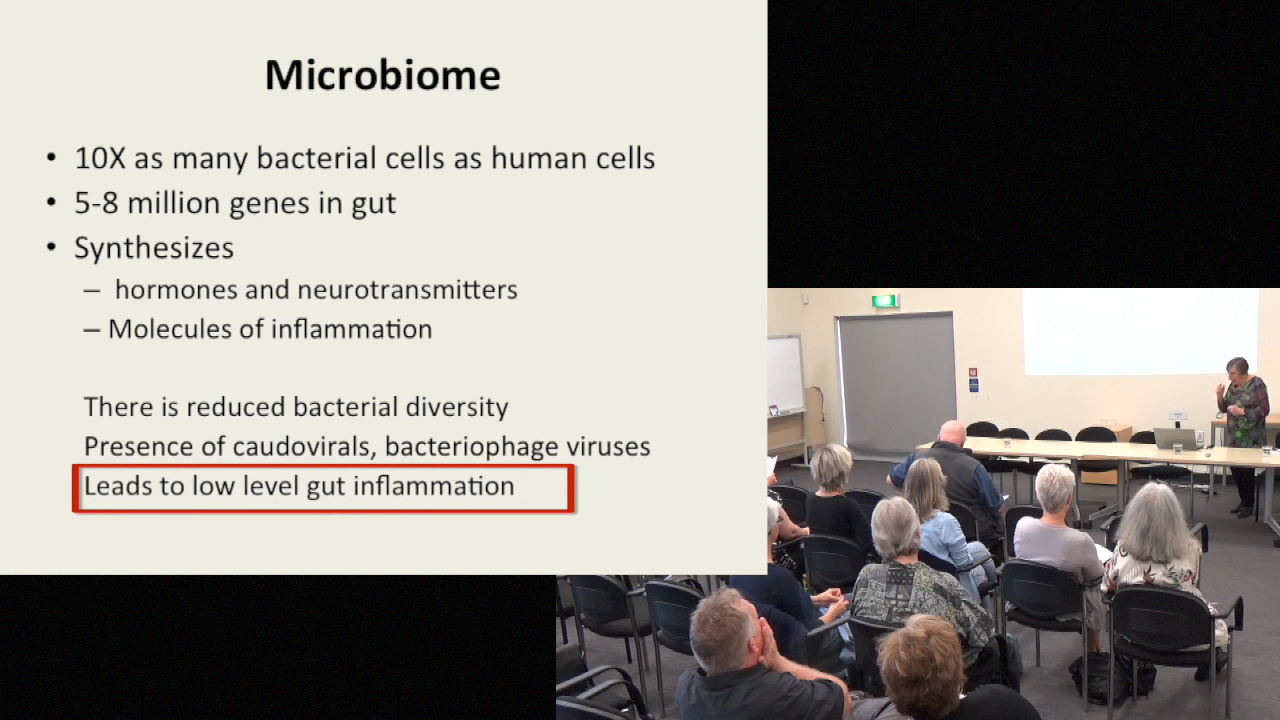 Microbiome
• 10X as many bacterial cells as human cells
• 5-8 million genes in gut
• Synthesizes
– hormones and neurotransmitters
– Molecules of inflammation
There is reduced bacterial diversity
Presence of caudovirals, bacteriophage viruses
Leads to low level gut inflammation